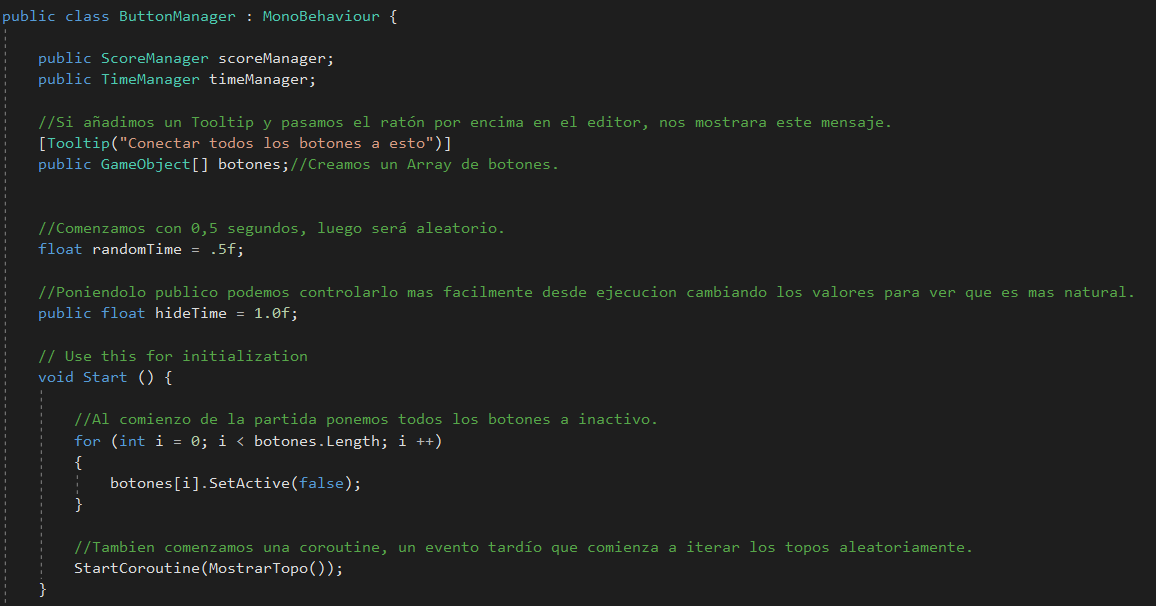 public class ButtonManager : MonoBehaviour {
public ScoreManager scoreManager;
public TimeManager timeManager;
//Si añadimos un Tooltip y pasamos el ratón por encima en el editor, nos mostrara este mensaje.
[Tooltip("Conectar todos los botones a esto")]
public GameObject[] botones;//Creamos un Array de botones.
//Comenzamos con 0,5 segundos, luego será aleatorio.
float randomTime = .5f;
//Poniendolo publico podemos controlarlo mas facilmente desde ejecucion cambiando los valores para ver que es mas natural.
public float hideTime = 1.0f;
// Use this for initialization
void Start () {
//Al comienzo de la partida ponemos todos los botones a inactivo.
for (int i = 0; i < botones.Length; i ++)
{
botones[i].SetActive(false);
}
//Tambien comenzamos una coroutine, un evento tardío que comienza a iterar los topos aleatoriamente.
StartCoroutine(MostrarTopo());
}